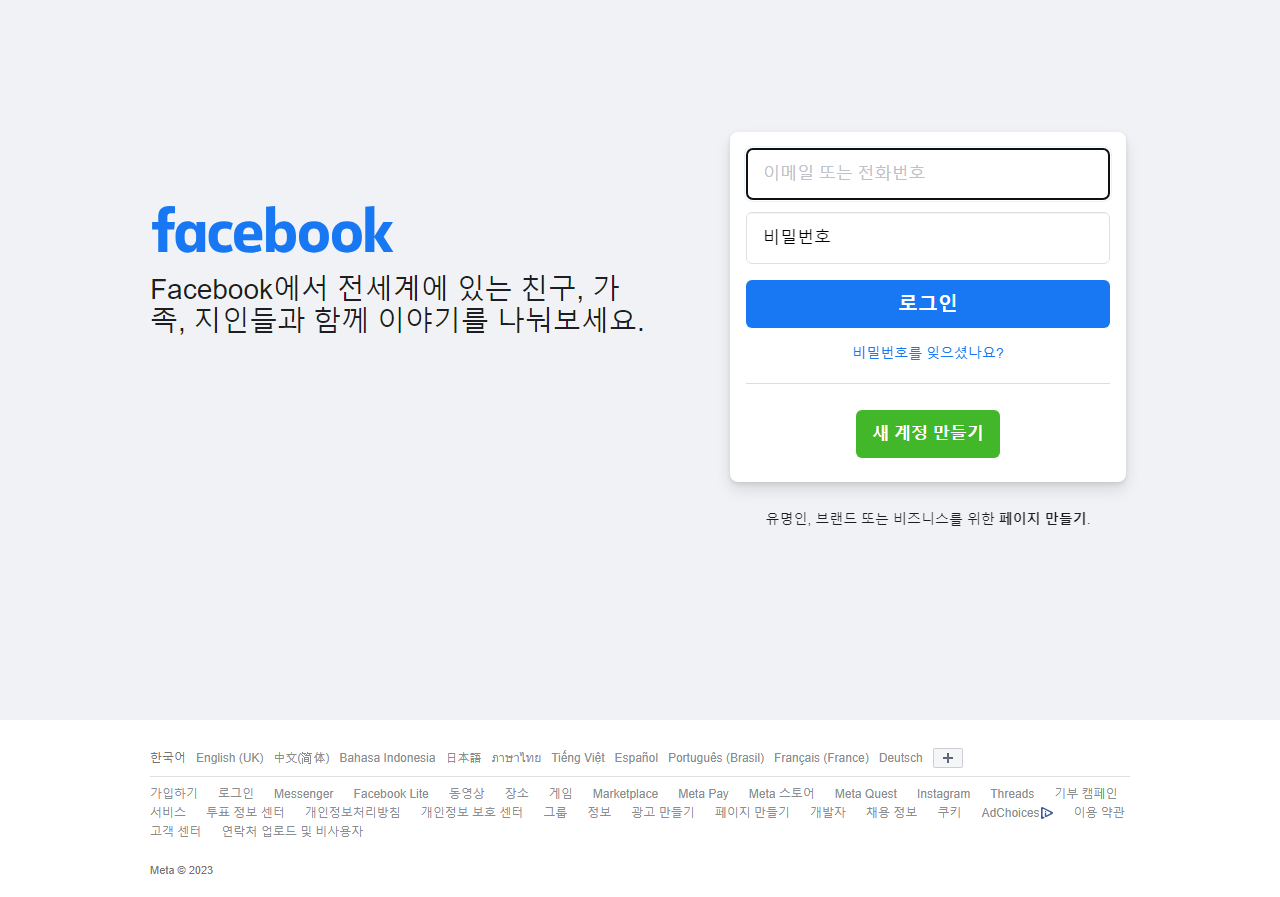 facebook
Facebook에서 전세계에 있는 친구, 가
족, 지인들과 함께 이야기를 나눠보세요.
이메일 또는 전화번호
비밀번호
로그인
비밀번호를 잊으셨나요?
새 계정 만들기
유명인, 브랜드 또는 비즈니스를 위한 페이지 만들기.
한국어 English (UK) 中文(简体) Bahasa Indonesia 日本語 ภาษาไทย Tiếng Việt Español Português (Brasil) Français (France) Deutsch
가입하기 로그인 Messenger Facebook Lite 동영상 장소 게임 Marketplace Meta Pay Meta 스토어 Meta Quest Instagram Threads 기부 캠페인
서비스 투표 정보 센터 개인정보처리방침 개인정보 보호 센터 그룹 정보 광고 만들기 페이지 만들기 개발자 채용 정보 쿠키 AdChoices 이용 약관
고객 센터 연락처 업로드 및 비사용자
Meta © 2023